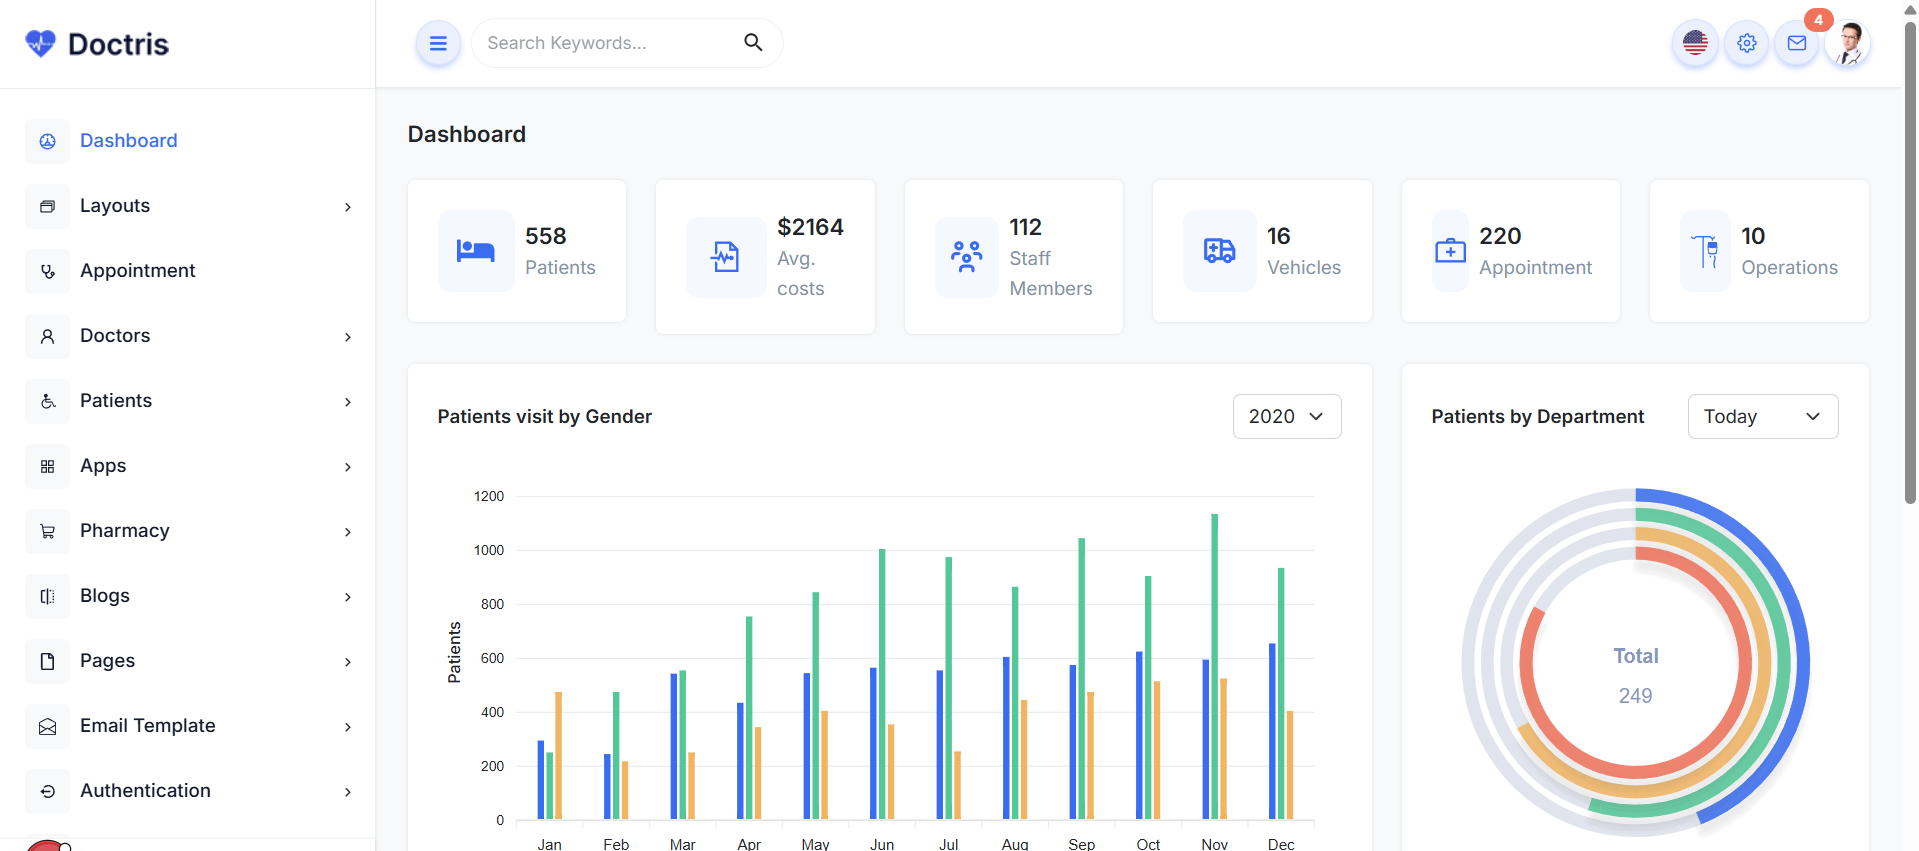 Doctris
Search Keywords...
4
Dashboard
Layouts
Appointment
Doctors
Patients
Apps
Pharmacy
Blogs
Pages
Email Template
Authentication
Dashboard
558
Patients
$2164
Avg.
costs
112
Staff
Members
16
Vehicles
220
Appointment
10
Operations
Patients visit by Gender
2020
1200
1000
800
600
400
200
0
Patients
Jan Feb Mar Apr May Jun Jul Aug Sep Oct Nov Dec
Patients by Department
Today
Total
249